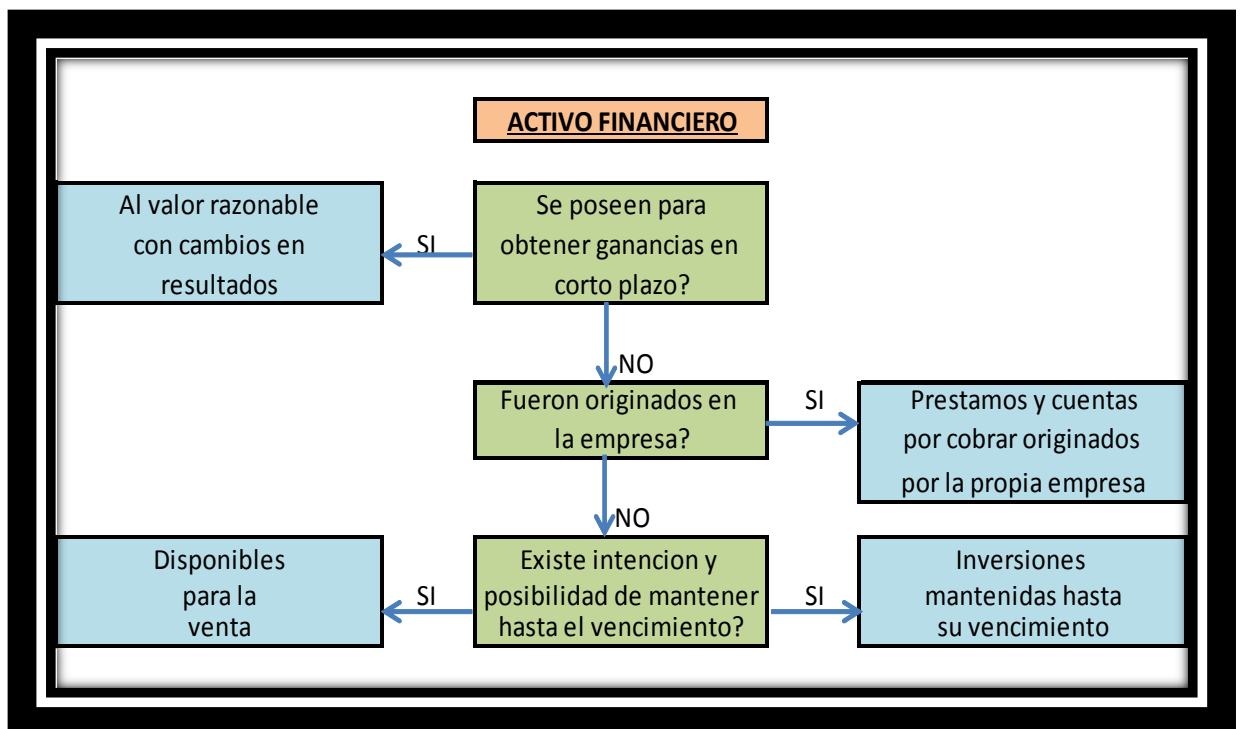 ACTIVO FINANCIERO
Al valor razonable
con cambios en
resultados
SI
Se poseen para
obtener ganancias en
corto plazo?
NO
Fueron originados en
la empresa?
SI
Prestamos y cuentas
por cobrar originados
por la propia empresa
NO
Disponibles
para la
venta
SI
Existe intencion y
posibilidad de mantener
hasta el vencimiento?
SI
Inversiones
mantenidas hasta
su vencimiento